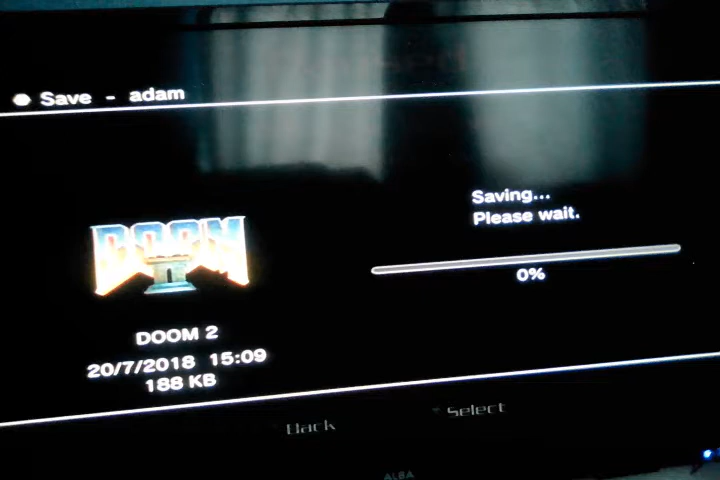 Save - adam
Saving...
Please wait.
0%
DOOM
II
DOOM 2
20/7/2018 15:09
188 KB
Back
Select
ALBA